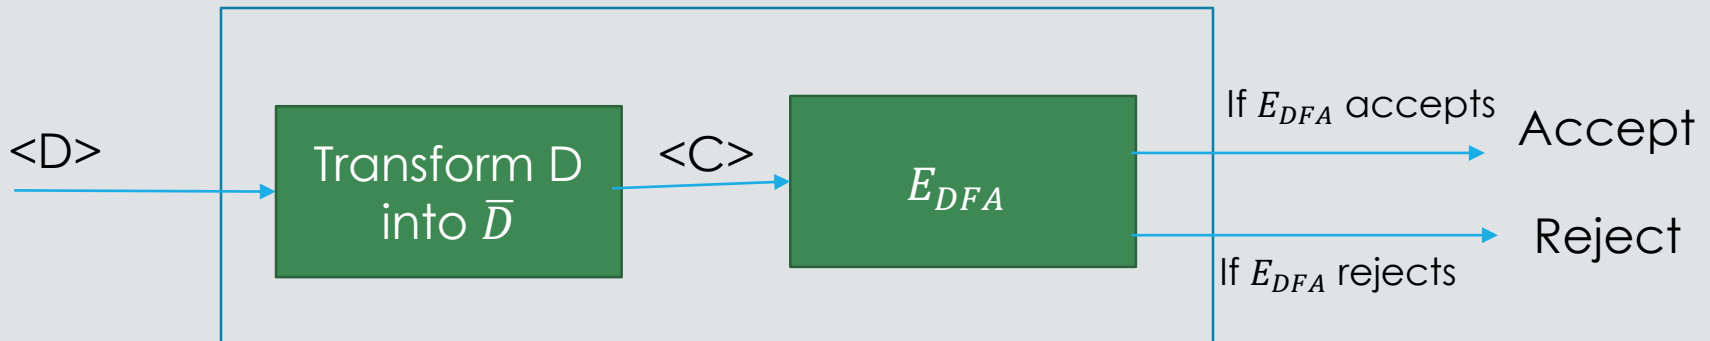 <D>
Transform D
into D̅
<C>
E_DFA
If E_DFA accepts
Accept
If E_DFA rejects
Reject